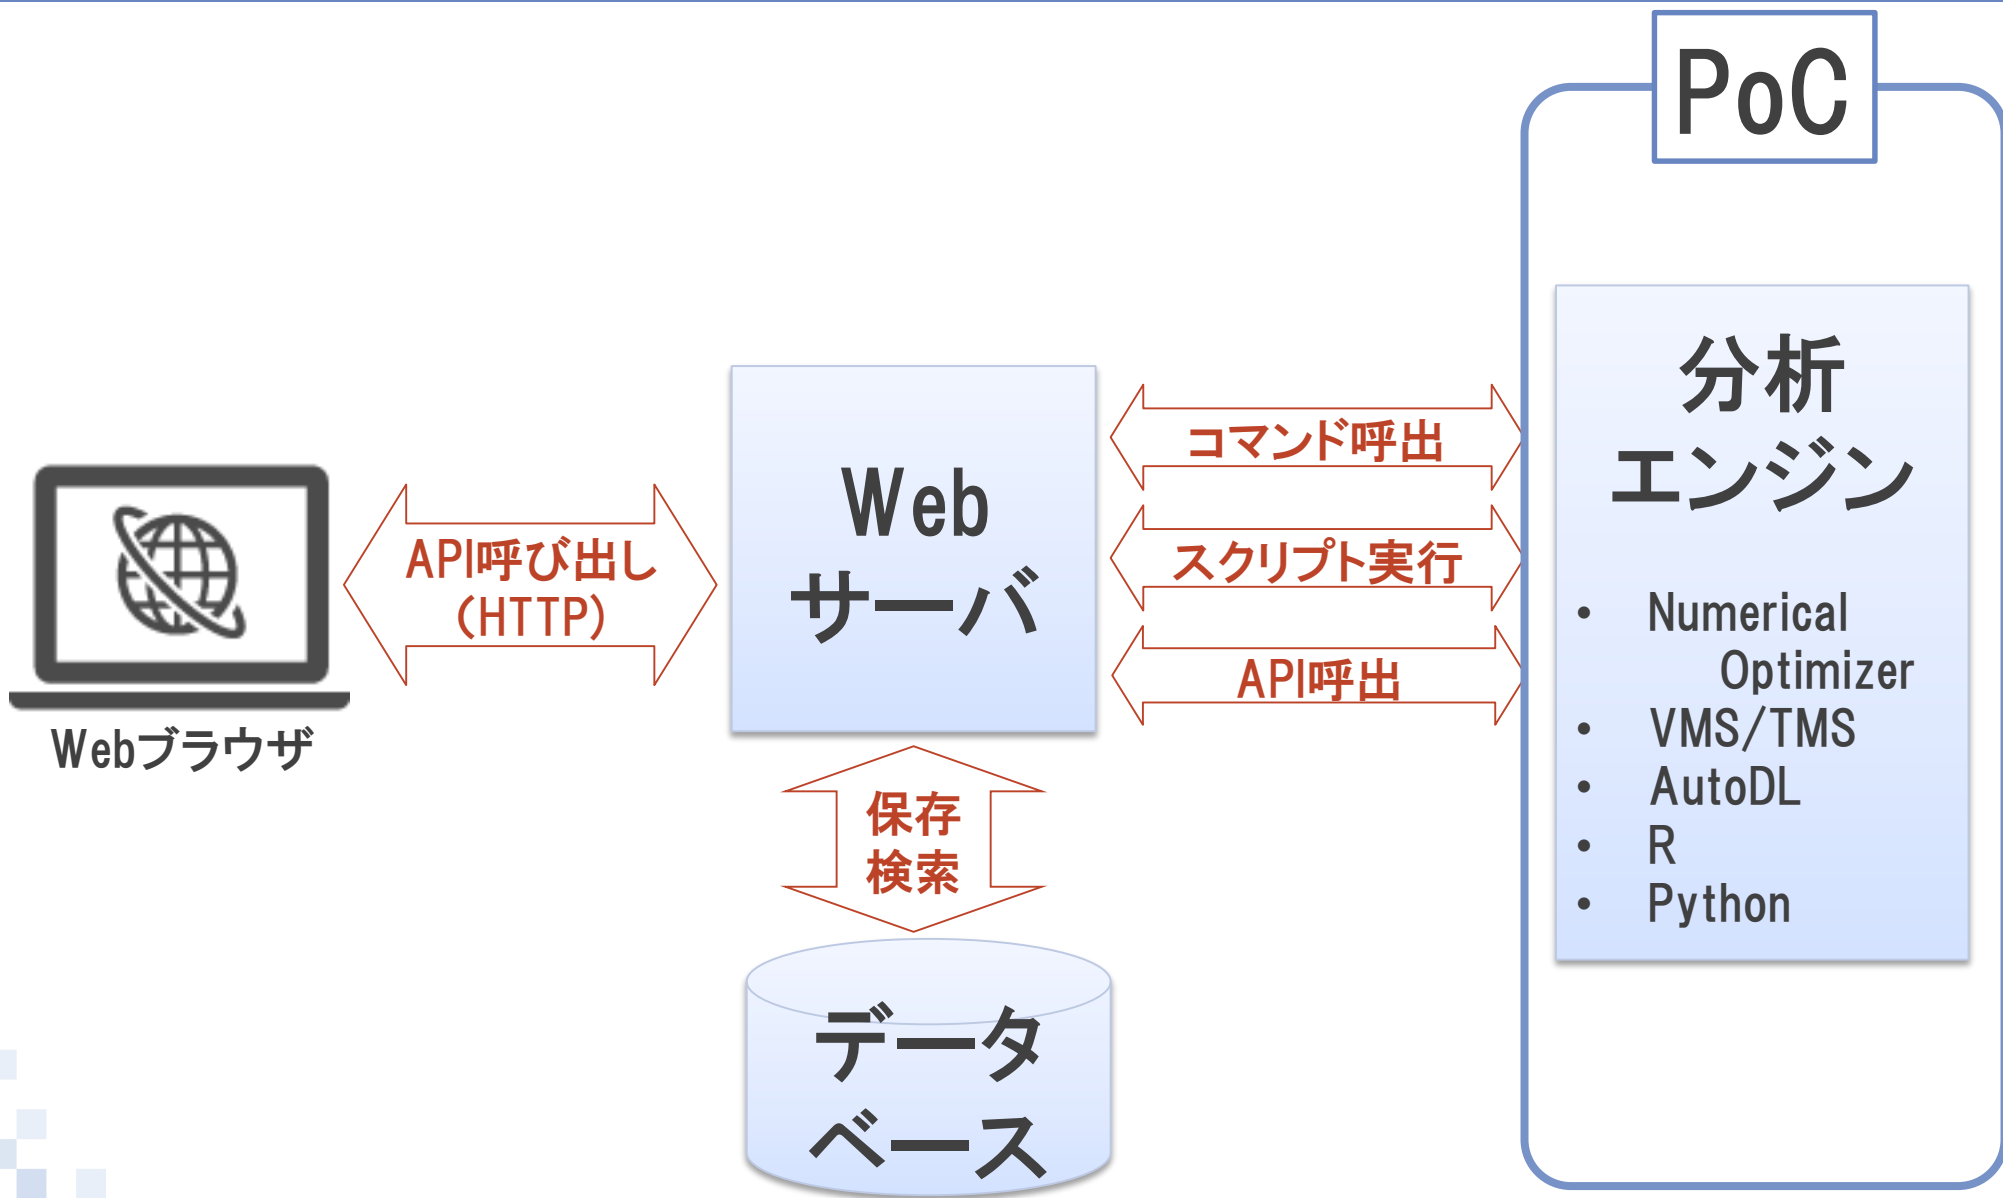 PoC
分析
エンジン
• Numerical
Optimizer
• VMS/TMS
• AutoDL
• R
• Python
コマンド呼出
スクリプト実行
API呼出
Web
サーバ
API呼び出し
(HTTP)
Webブラウザ
保存
検索
データ
ベース